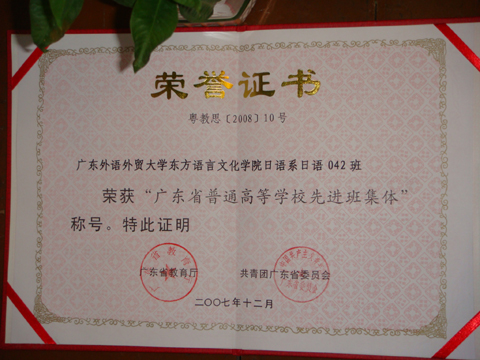 荣誉证书
粤教思〔2008〕10号
广东外语外贸大学东方语言文化学院日语系日语042班
荣获“广东省普通高等学校先进班集体”
称号。特此证明
广东省教育厅 共青团广东省委员会
二〇〇七年十二月